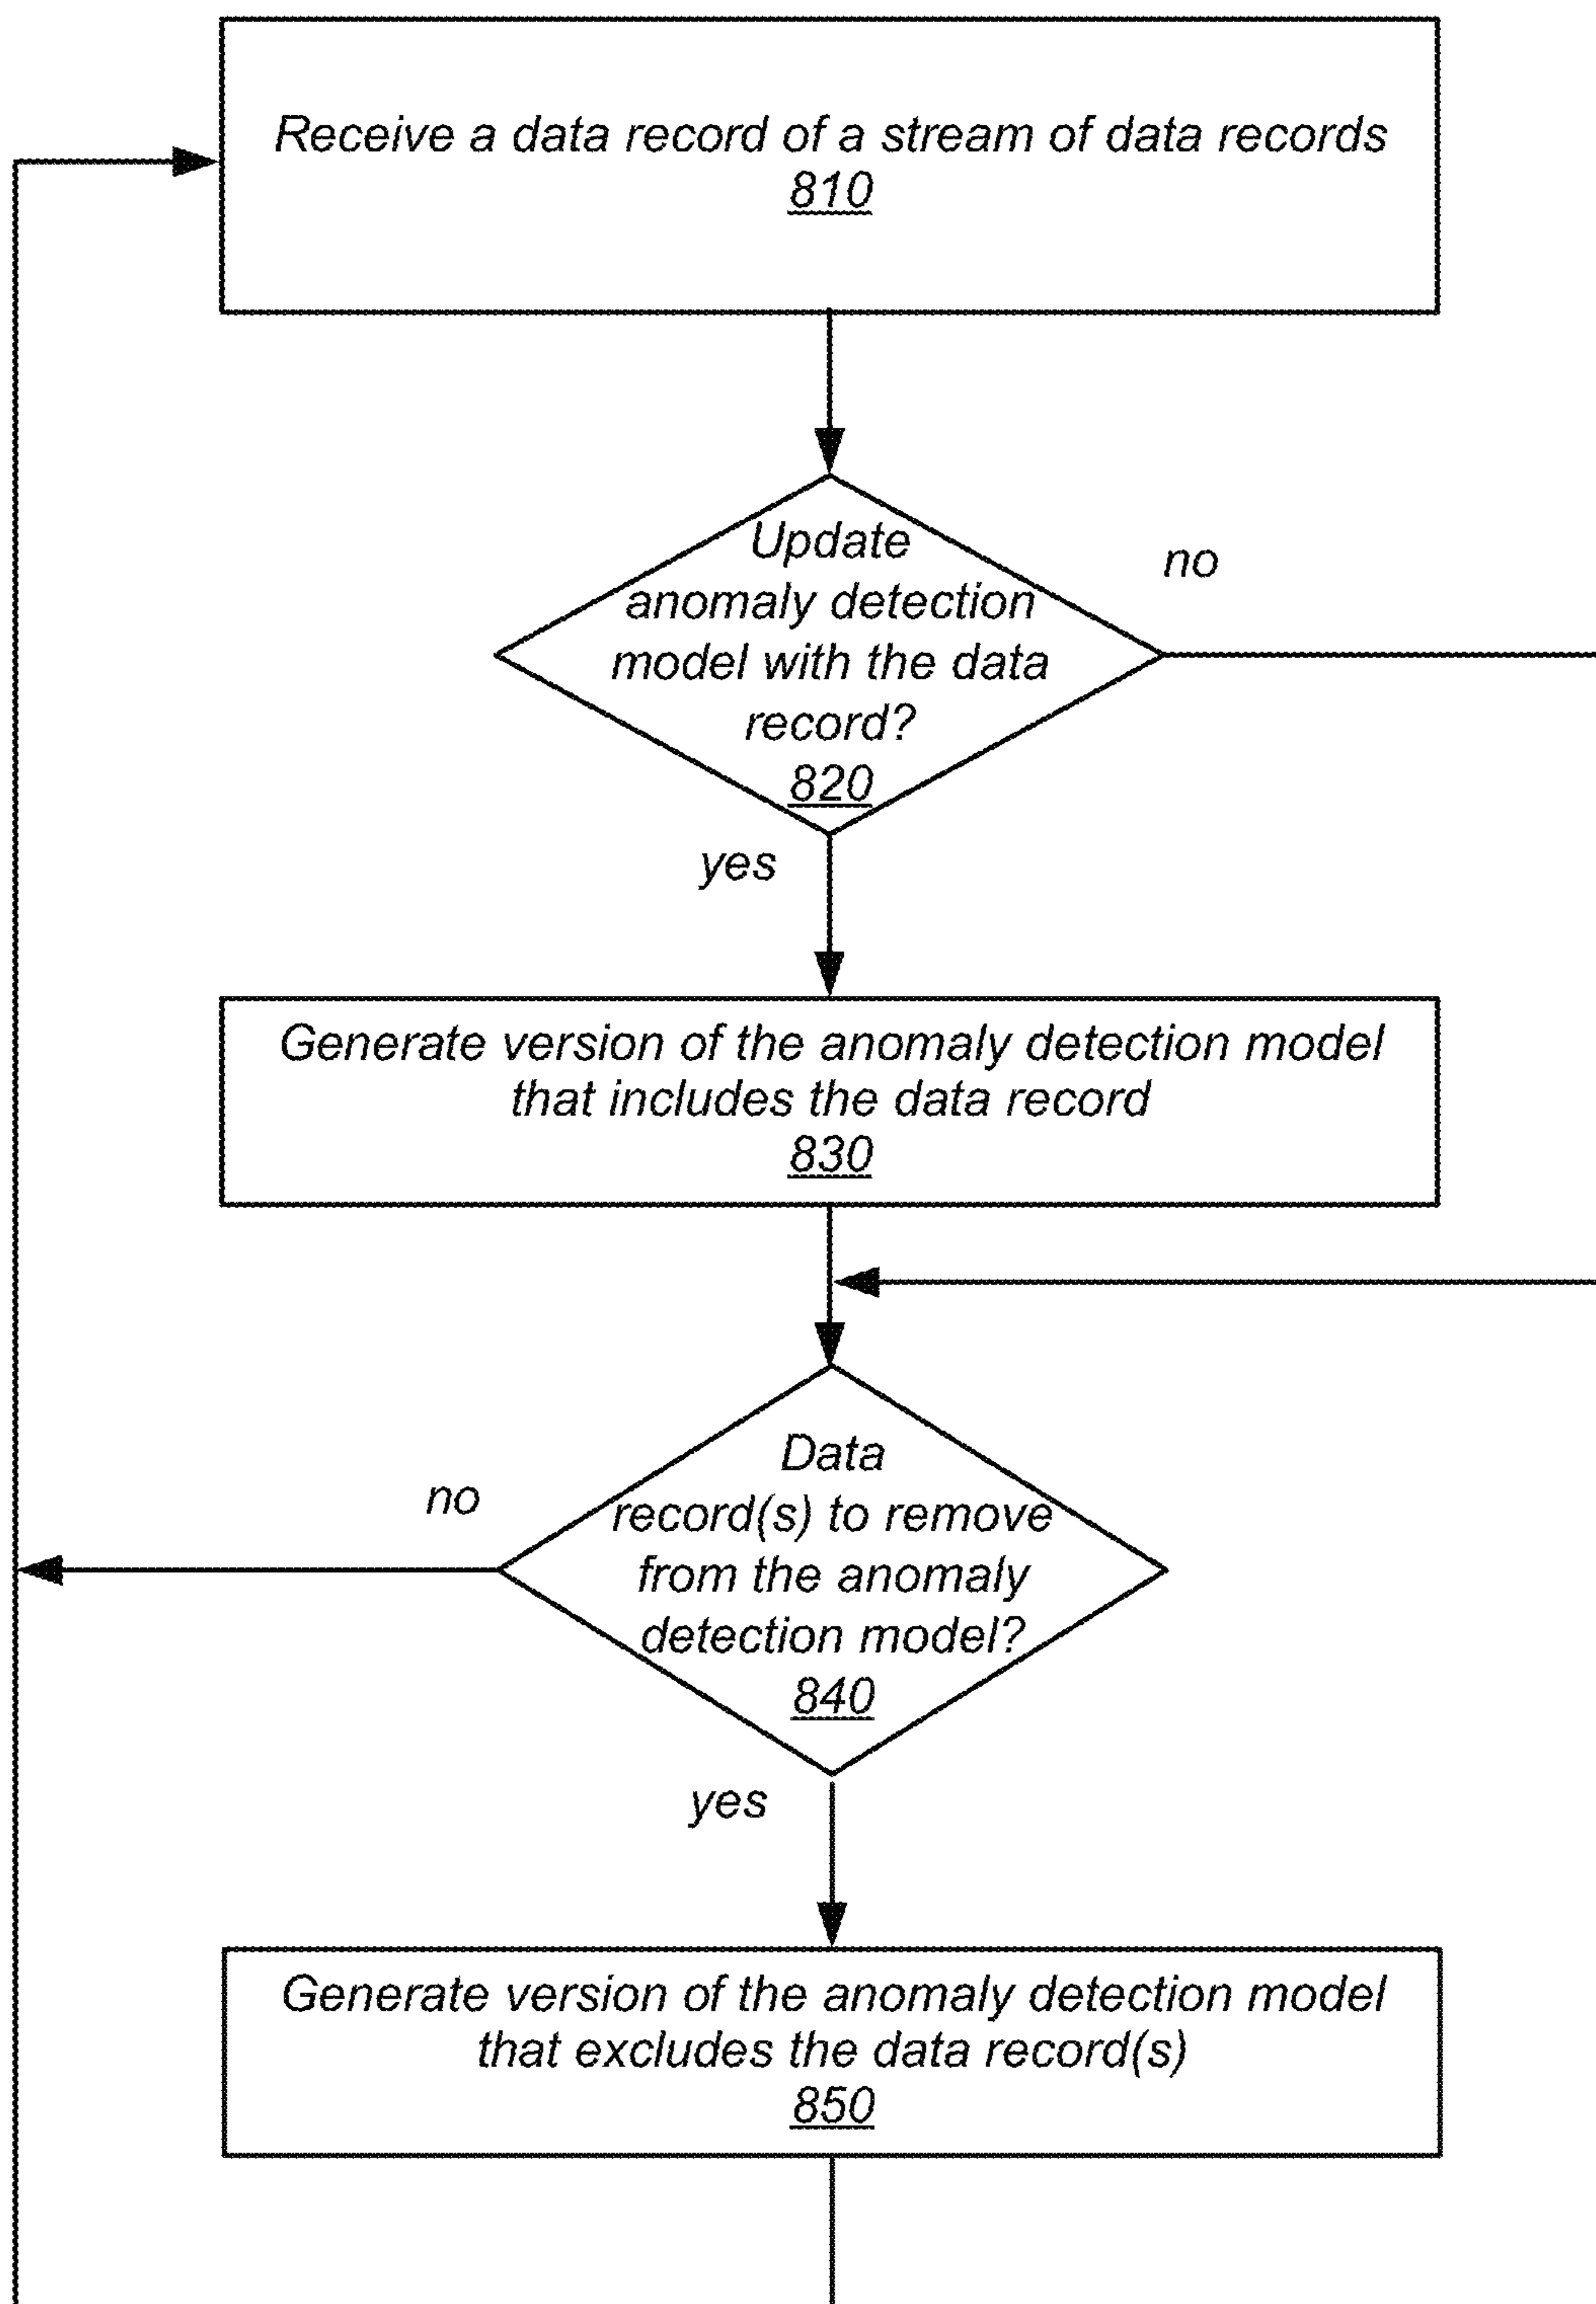 Receive a data record of a stream of data records
810
Update
anomaly detection
model with the data
record?
820
no
yes
Generate version of the anomaly detection model
that includes the data record
830
Data
record(s) to remove
from the anomaly
detection model?
840
no
yes
Generate version of the anomaly detection model
that excludes the data record(s)
850